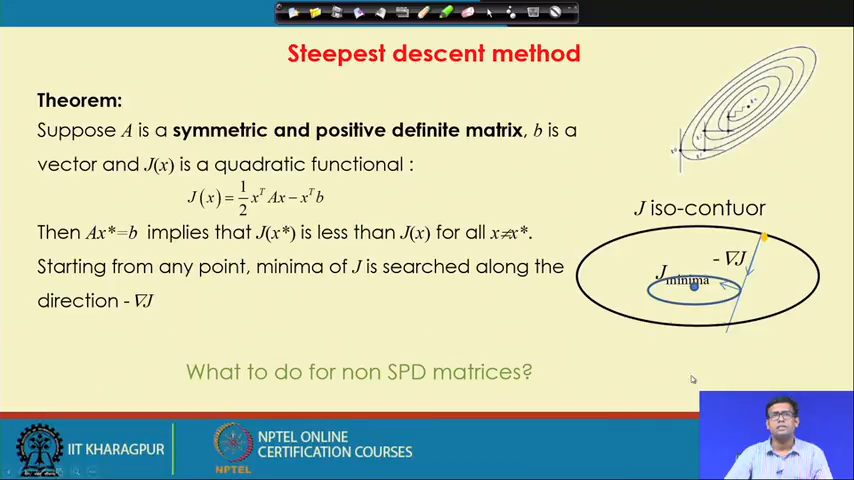 Steepest descent method
Theorem:
Suppose A is a symmetric and positive definite matrix, b is a
vector and J(x) is a quadratic functional :
J(x)=1/2 x^T Ax − x^T b
Then Ax*=b implies that J(x*) is less than J(x) for all x≠x*.
Starting from any point, minima of J is searched along the
direction - ∇J
J iso-contuor
- ∇J
J minima
What to do for non SPD matrices?
IIT KHARAGPUR
NPTEL
NPTEL ONLINE
CERTIFICATION COURSES